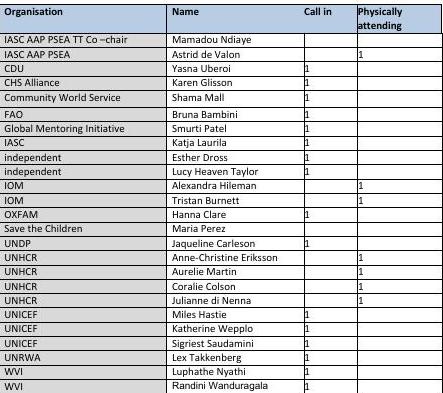 Organisation Name Call in Physically attending
IASC AAP PSEA TT Co –chair Mamadou Ndiaye
IASC AAP PSEA Astrid de Valon 1
CDU Yasna Uberoi 1
CHS Alliance Karen Glisson 1
Community World Service Shama Mall 1
FAO Bruna Bambini 1
Global Mentoring Initiative Smurti Patel 1
IASC Katja Laurila 1
independent Esther Dross 1
independent Lucy Heaven Taylor 1
IOM Alexandra Hileman 1
IOM Tristan Burnett 1
OXFAM Hanna Clare 1
Save the Children Maria Perez
UNDP Jaqueline Carleson 1
UNHCR Anne-Christine Eriksson 1
UNHCR Aurelie Martin 1
UNHCR Coralie Colson 1
UNHCR Julianne di Nenna 1
UNICEF Miles Hastie 1
UNICEF Katherine Wepplo 1
UNICEF Sigriest Saudamini 1
UNRWA Lex Takkenberg 1
WVI Luphathe Nyathi 1
WVI Randini Wanduragala 1